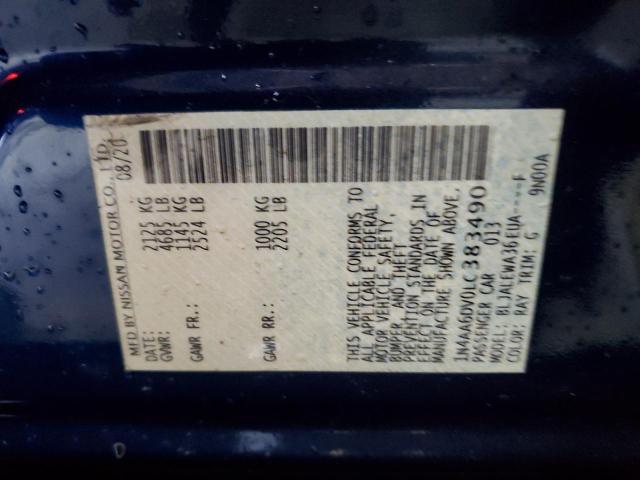 MFD BY NISSAN MOTOR CO., LTD.
DATE: 08/20
GVWR: 2125 KG
4685 LB
GAWR FR: 1145 KG
2524 LB
GAWR RR: 1000 KG
2205 LB
THIS VEHICLE CONFORMS TO
ALL APPLICABLE FEDERAL
MOTOR VEHICLE SAFETY,
BUMPER, AND THEFT
PREVENTION STANDARDS IN
EFFECT ON THE DATE OF
MANUFACTURE SHOWN ABOVE.
1N4AA6DV0LC383490
PASSENGER CAR 013
MODEL: BLJALEWA36EUA----F
COLOR: RAY TRIM: G 9N00A